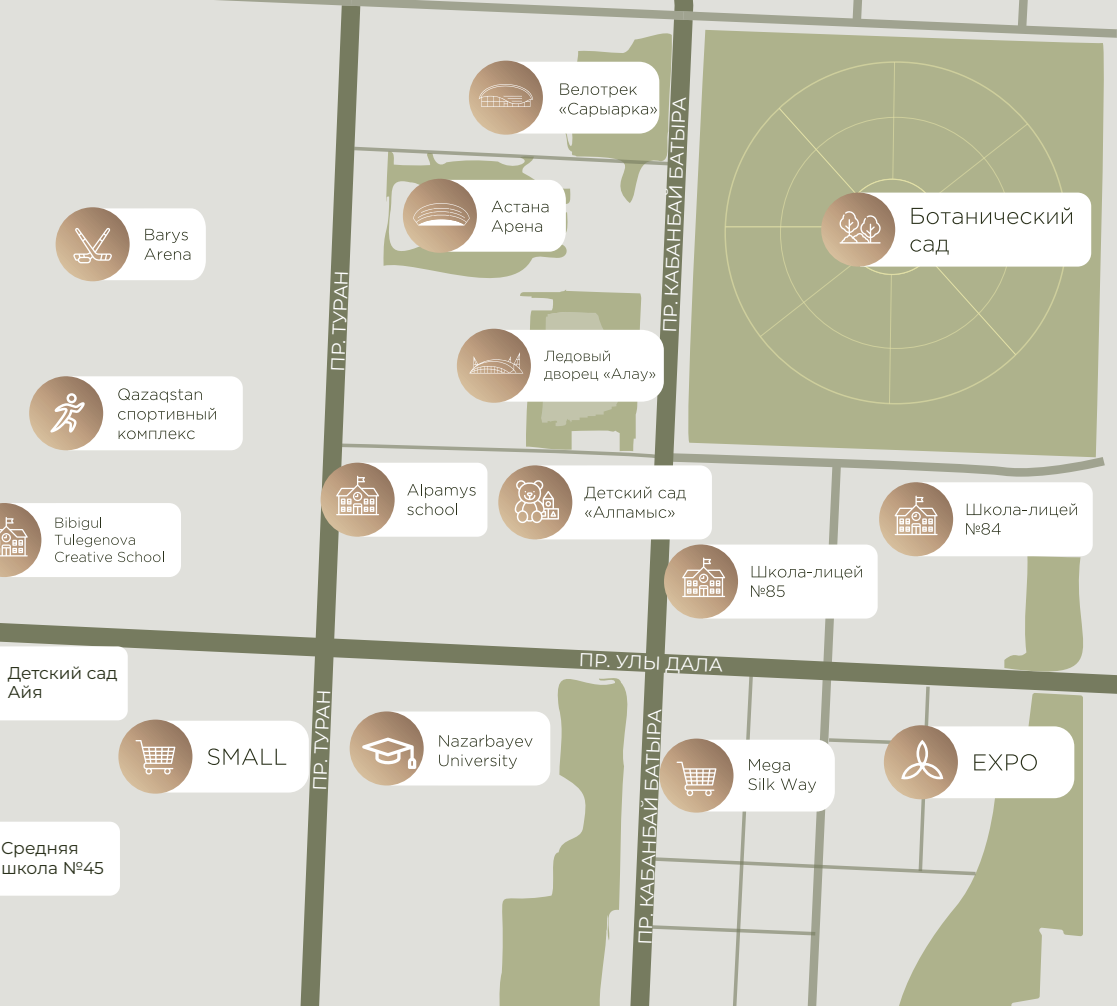 Велотрек
«Сарыарка»
ПР. КАБАНБАЙ БАТЫРА
Астана
Арена
Ботанический
сад
Barys
Arena
ПР. ТУРАН
Ледовый
дворец «Алау»
Qazaqstan
спортивный
комплекс
Alpamys
school
Детский сад
«Алпамыс»
Школа-лицей
№84
Bibigul
Tulegenova
Creative School
Школа-лицей
№85
ПР. УЛЫ ДАЛА
Детский сад
Айя
SMALL
ПР. ТУРАН
Nazarbayev
University
ПР. КАБАНБАЙ БАТЫРА
Mega
Silk Way
EXPO
Средняя
школа №45